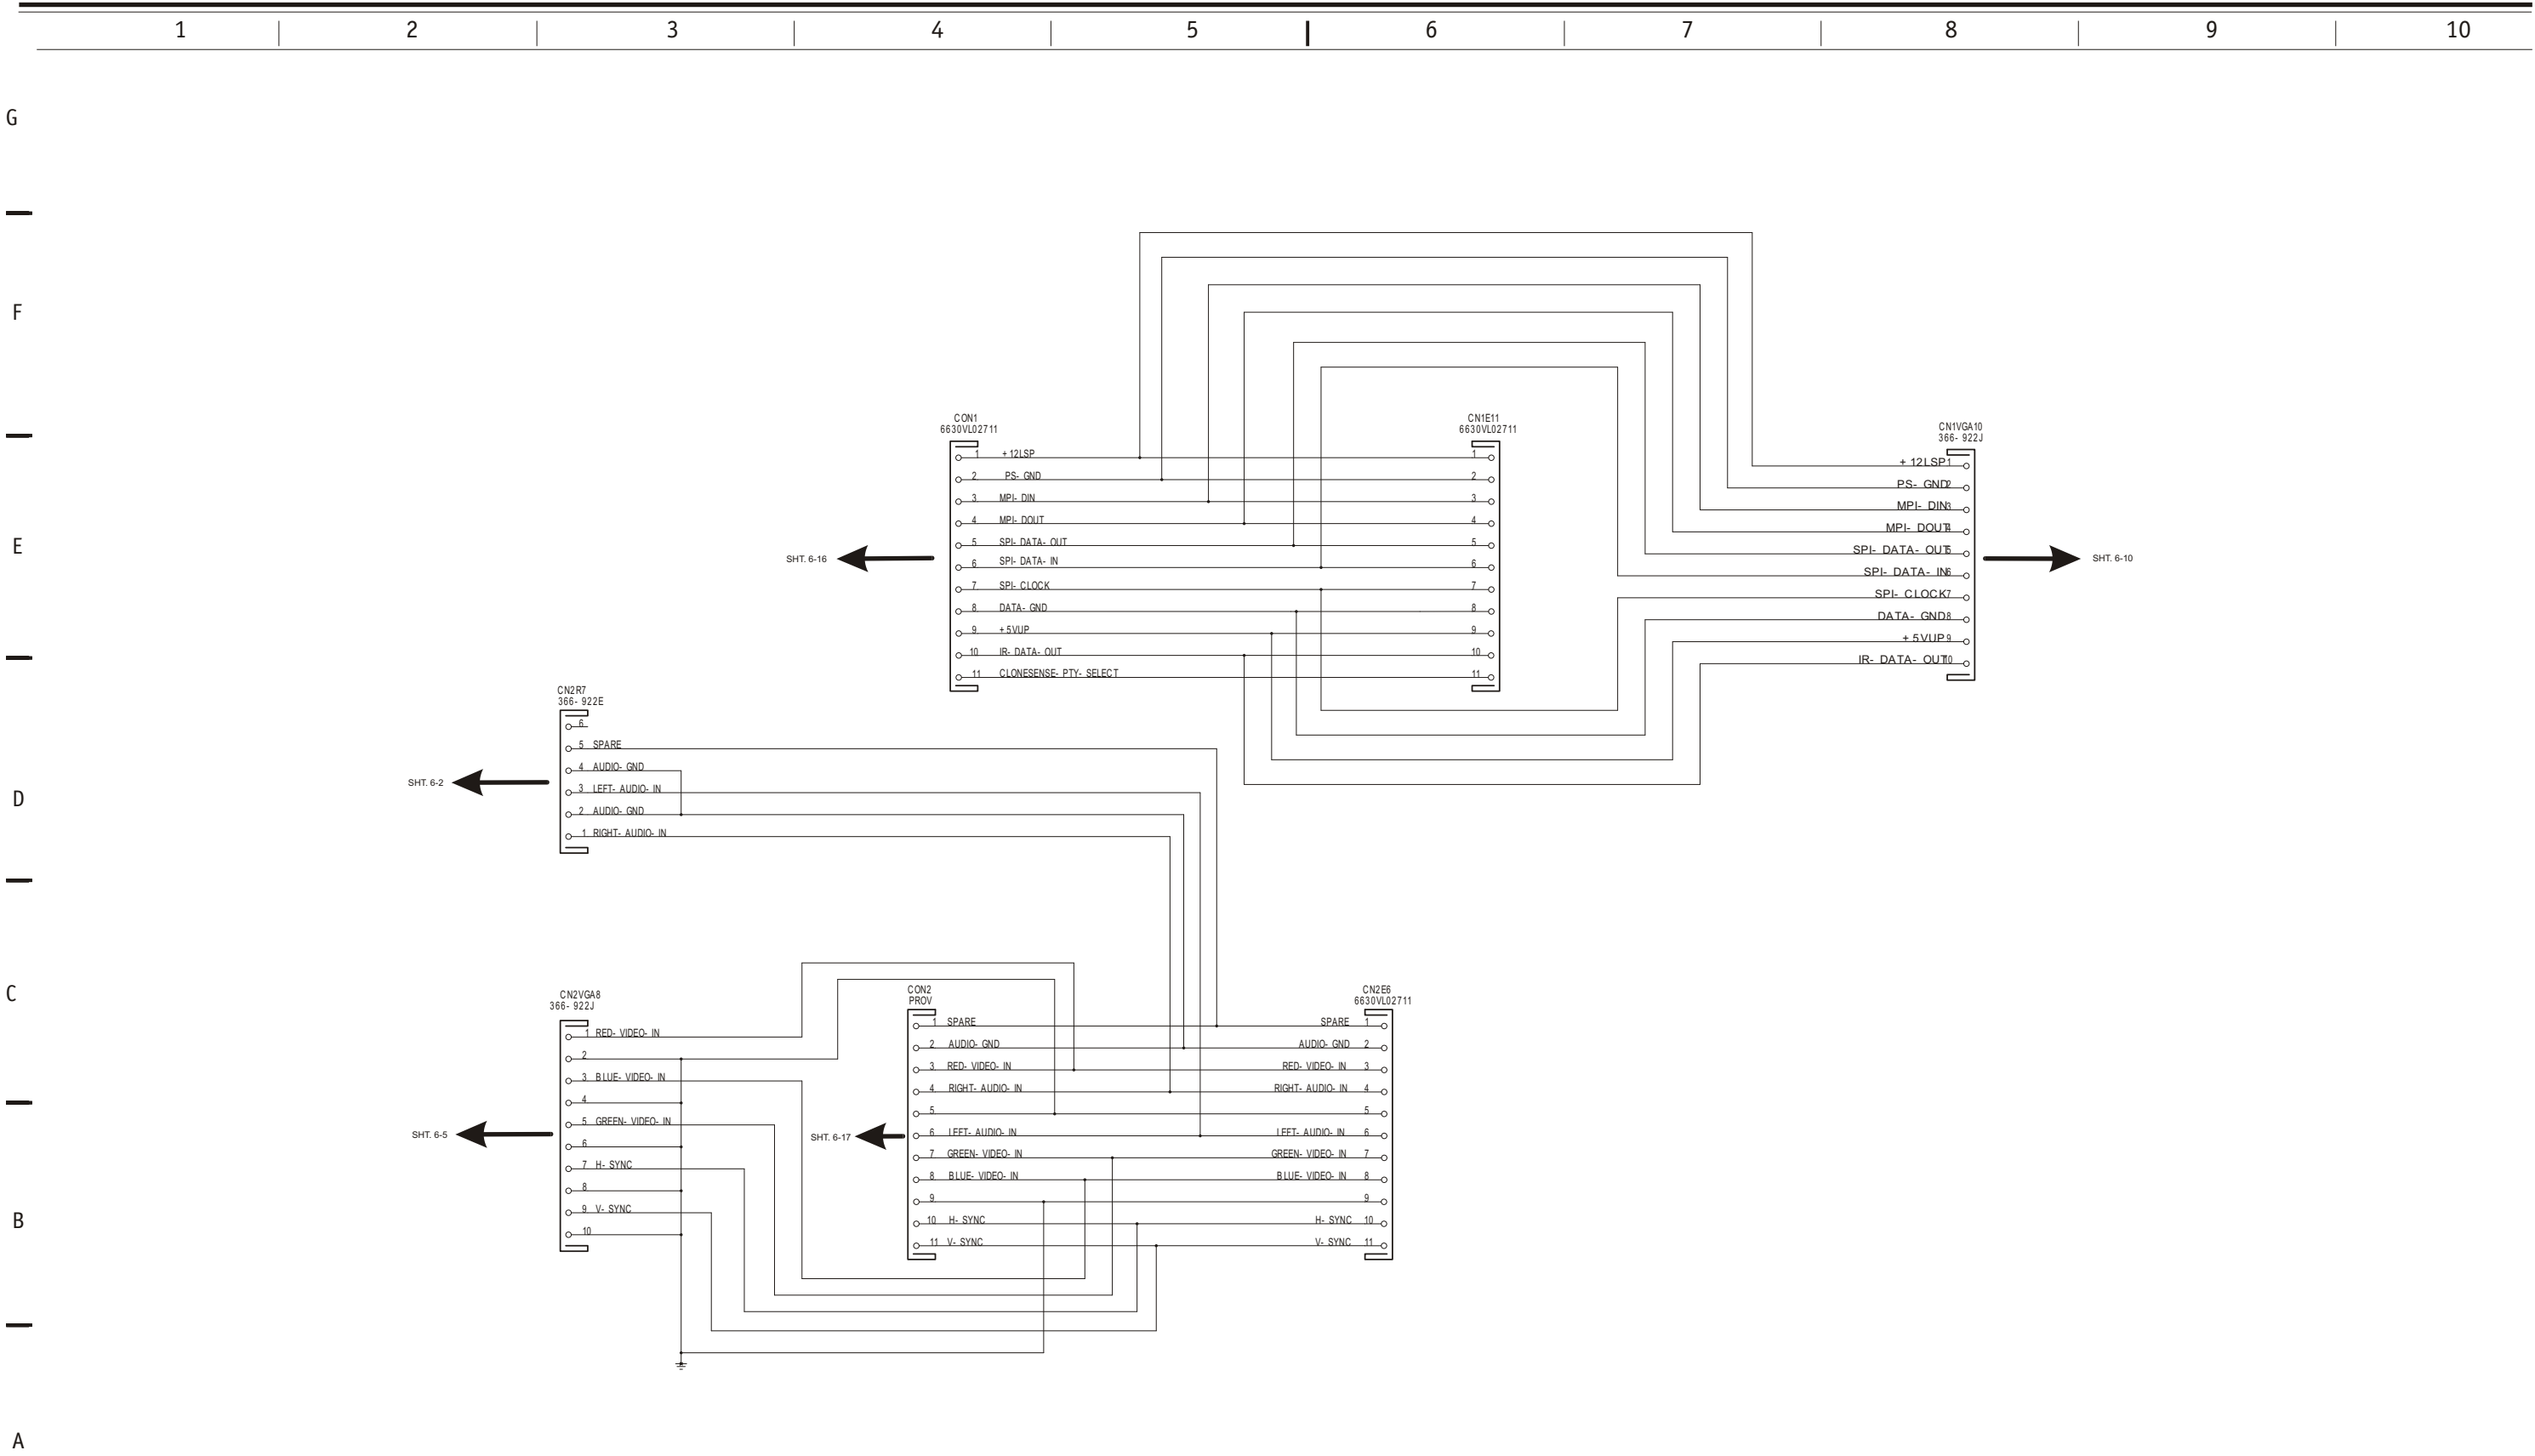 1 2 3 4 5 6 7 8 9 10
G
F
E
D
C
B
A
CON1
6630VL02711
1 +12LSP
2 PS- GND
3 MPI- DIN
4 MPI- DOUT
5 SPI- DATA- OUT
6 SPI- DATA- IN
7 SPI- CLOCK
8 DATA- GND
9 +5VUP
10 IR- DATA- OUT
11 CLONESENSE- PTY- SELECT
SHT. 6-16
CN1E11
6630VL02711
1
2
3
4
5
6
7
8
9
10
11
CN1VGA10
366- 922J
+12LSP 1
PS- GND 2
MPI- DIN 3
MPI- DOUT 4
SPI- DATA- OUT 5
SPI- DATA- IN 6
SPI- CLOCK 7
DATA- GND 8
+5VUP 9
IR- DATA- OUT 10
SHT. 6-10
CN2R7
366- 922E
6
5 SPARE
4 AUDIO- GND
3 LEFT- AUDIO- IN
2 AUDIO- GND
1 RIGHT- AUDIO- IN
SHT. 6-2
CN2VGA8
366- 922J
1 RED- VIDEO- IN
2
3 BLUE- VIDEO- IN
4
5 GREEN- VIDEO- IN
6
7 H- SYNC
8
9 V- SYNC
10
SHT. 6-5
CON2
PROV
1 SPARE
2 AUDIO- GND
3 RED- VIDEO- IN
4 RIGHT- AUDIO- IN
5
6 LEFT- AUDIO- IN
7 GREEN- VIDEO- IN
8 BLUE- VIDEO- IN
9
10 H- SYNC
11 V- SYNC
SHT. 6-17
CN2E6
6630VL02711
SPARE 1
AUDIO- GND 2
RED- VIDEO- IN 3
RIGHT- AUDIO- IN 4
5
LEFT- AUDIO- IN 6
GREEN- VIDEO- IN 7
BLUE- VIDEO- IN 8
9
H- SYNC 10
V- SYNC 11